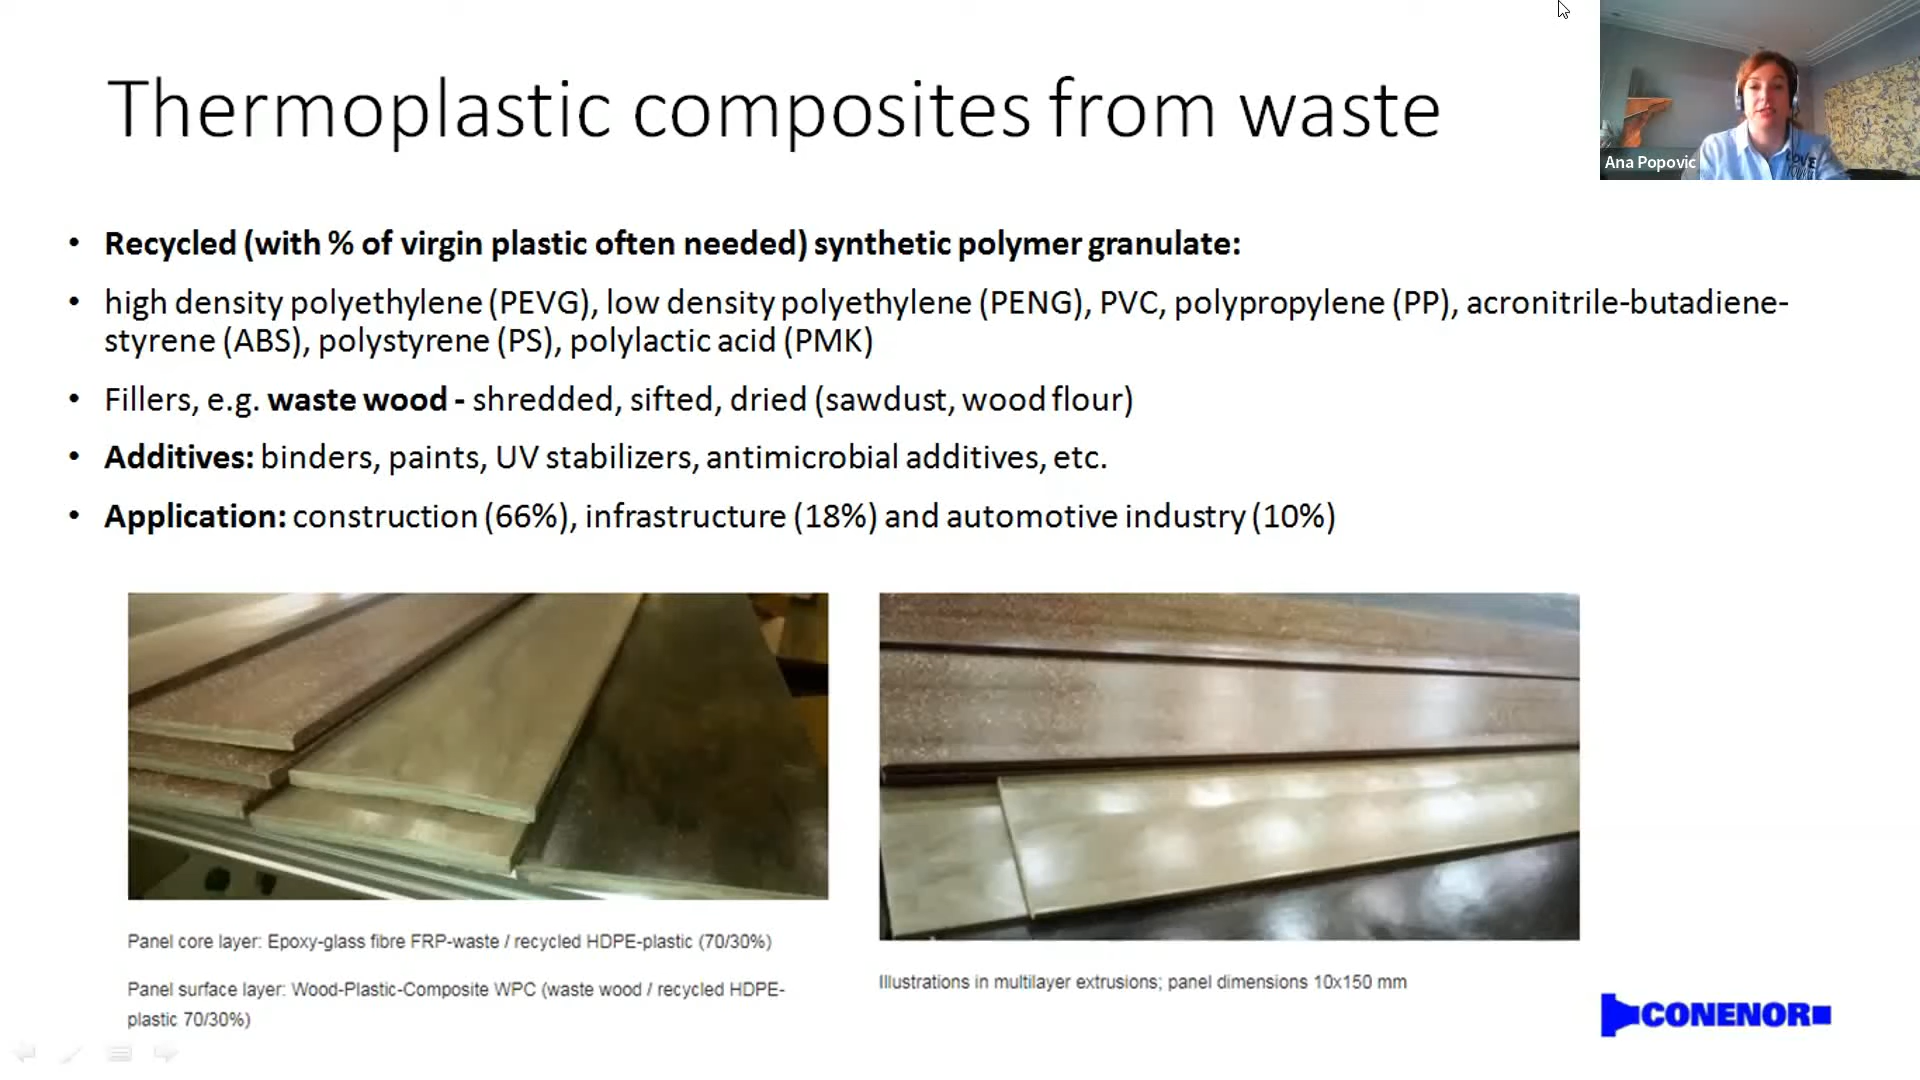 Thermoplastic composites from waste
Ana Popovic
LOVE
• Recycled (with % of virgin plastic often needed) synthetic polymer granulate:
• high density polyethylene (PEVG), low density polyethylene (PENG), PVC, polypropylene (PP), acronitrile-butadiene-
styrene (ABS), polystyrene (PS), polylactic acid (PMK)
• Fillers, e.g. waste wood - shredded, sifted, dried (sawdust, wood flour)
• Additives: binders, paints, UV stabilizers, antimicrobial additives, etc.
• Application: construction (66%), infrastructure (18%) and automotive industry (10%)
Panel core layer: Epoxy-glass fibre FRP-waste / recycled HDPE-plastic (70/30%)
Panel surface layer: Wood-Plastic-Composite WPC (waste wood / recycled HDPE-
plastic 70/30%)
Illustrations in multilayer extrusions; panel dimensions 10x150 mm
CONENOR